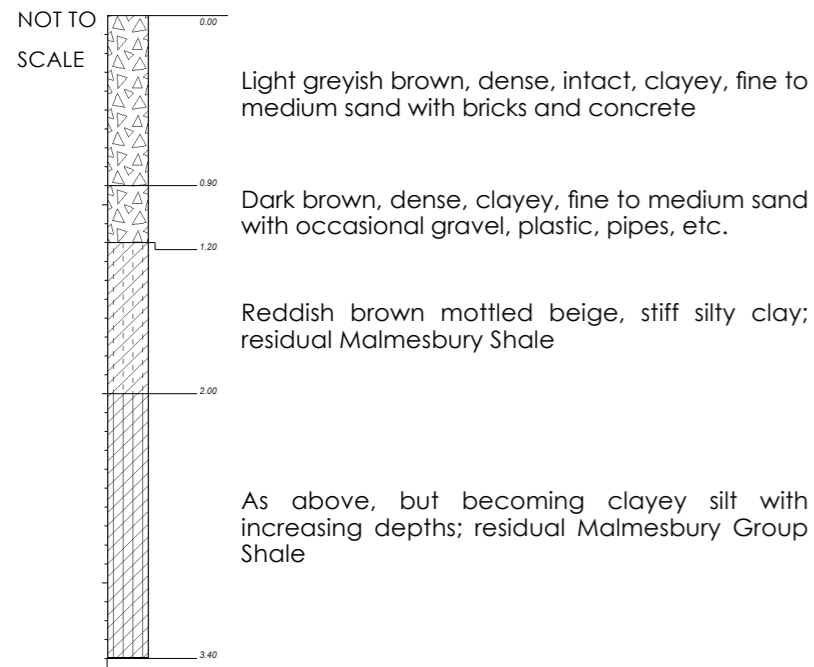 NOT TO
SCALE
0.00
Light greyish brown, dense, intact, clayey, fine to
medium sand with bricks and concrete
0.90
Dark brown, dense, clayey, fine to medium sand
with occasional gravel, plastic, pipes, etc.
1.20
Reddish brown mottled beige, stiff silty clay;
residual Malmesbury Shale
2.00
As above, but becoming clayey silt with
increasing depths; residual Malmesbury Group
Shale
3.40